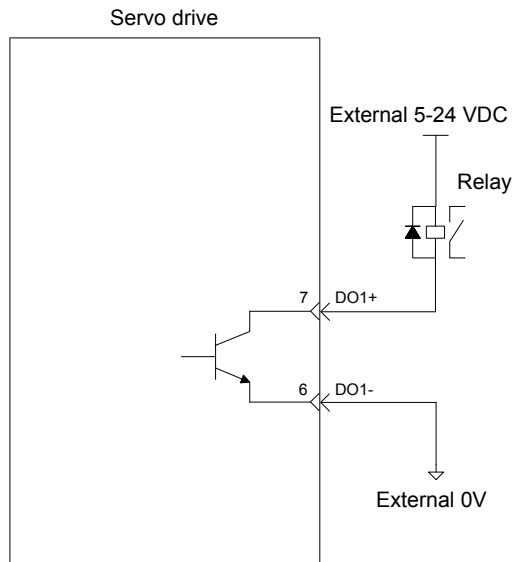 Servo drive
External 5-24 VDC
Relay
7 DO1+
6 DO1-
External 0V